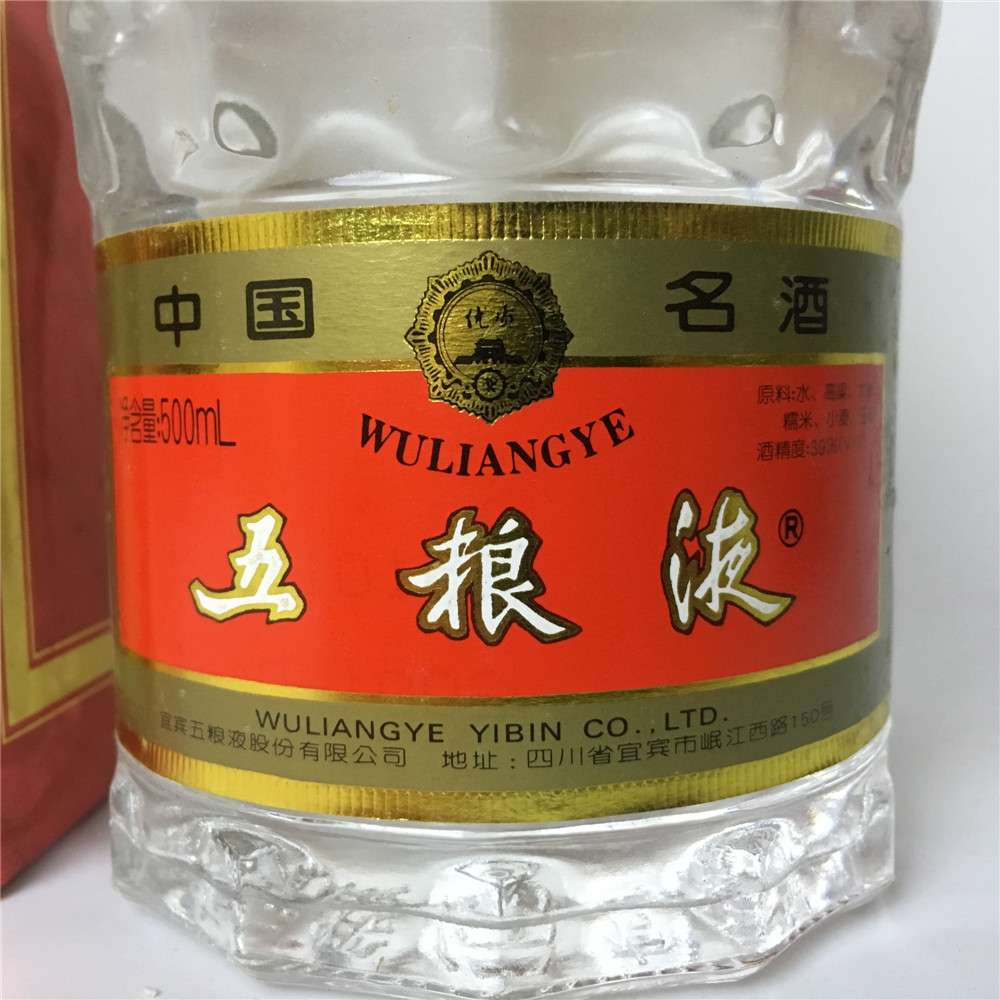 中国 名酒
优质
净含量:500mL
WULIANGYE
原料:水、高粱、
糯米、小麦、
酒精度:39%
五粮液®
WULIANGYE YIBIN CO.,LTD.
宜宾五粮液股份有限公司 地址:四川省宜宾市岷江西路150号